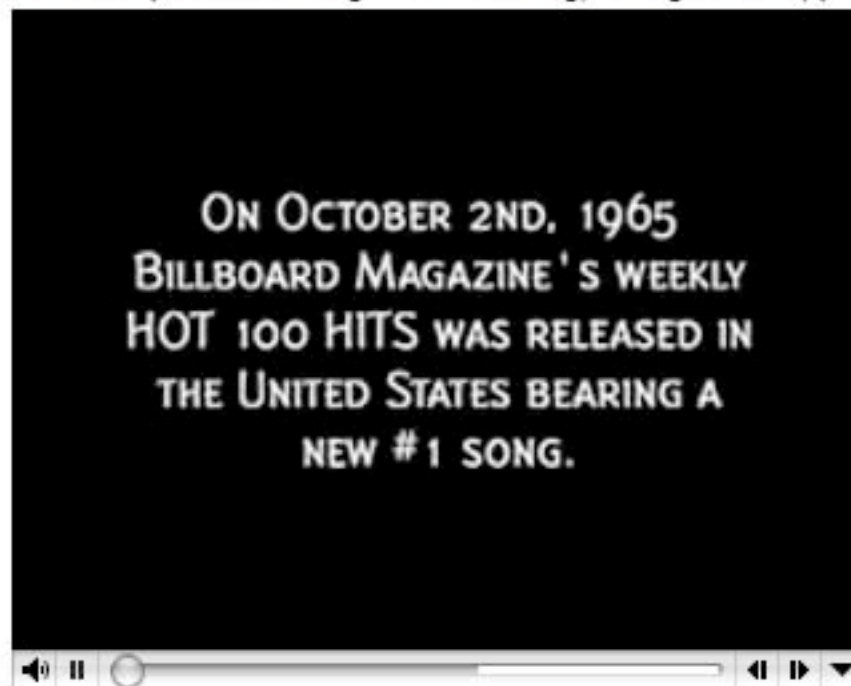 On October 2nd, 1965
Billboard Magazine's weekly
HOT 100 HITS was released in
the United States bearing a
new #1 song.